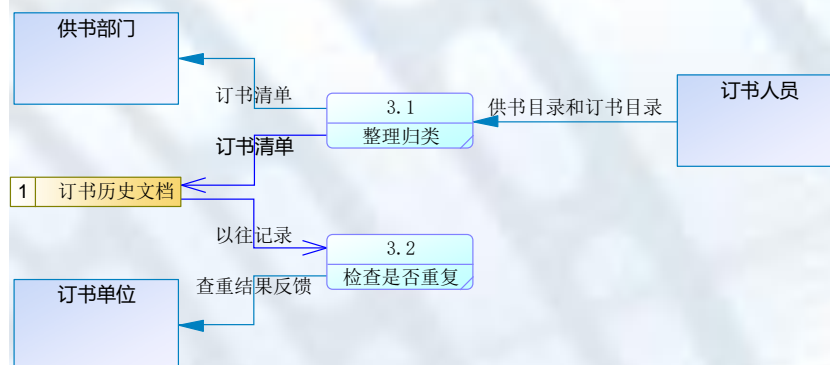 供书部门
订书清单
3.1
整理归类
供书目录和订书目录
订书人员
订书清单
1 订书历史文档
以往记录
3.2
检查是否重复
查重结果反馈
订书单位